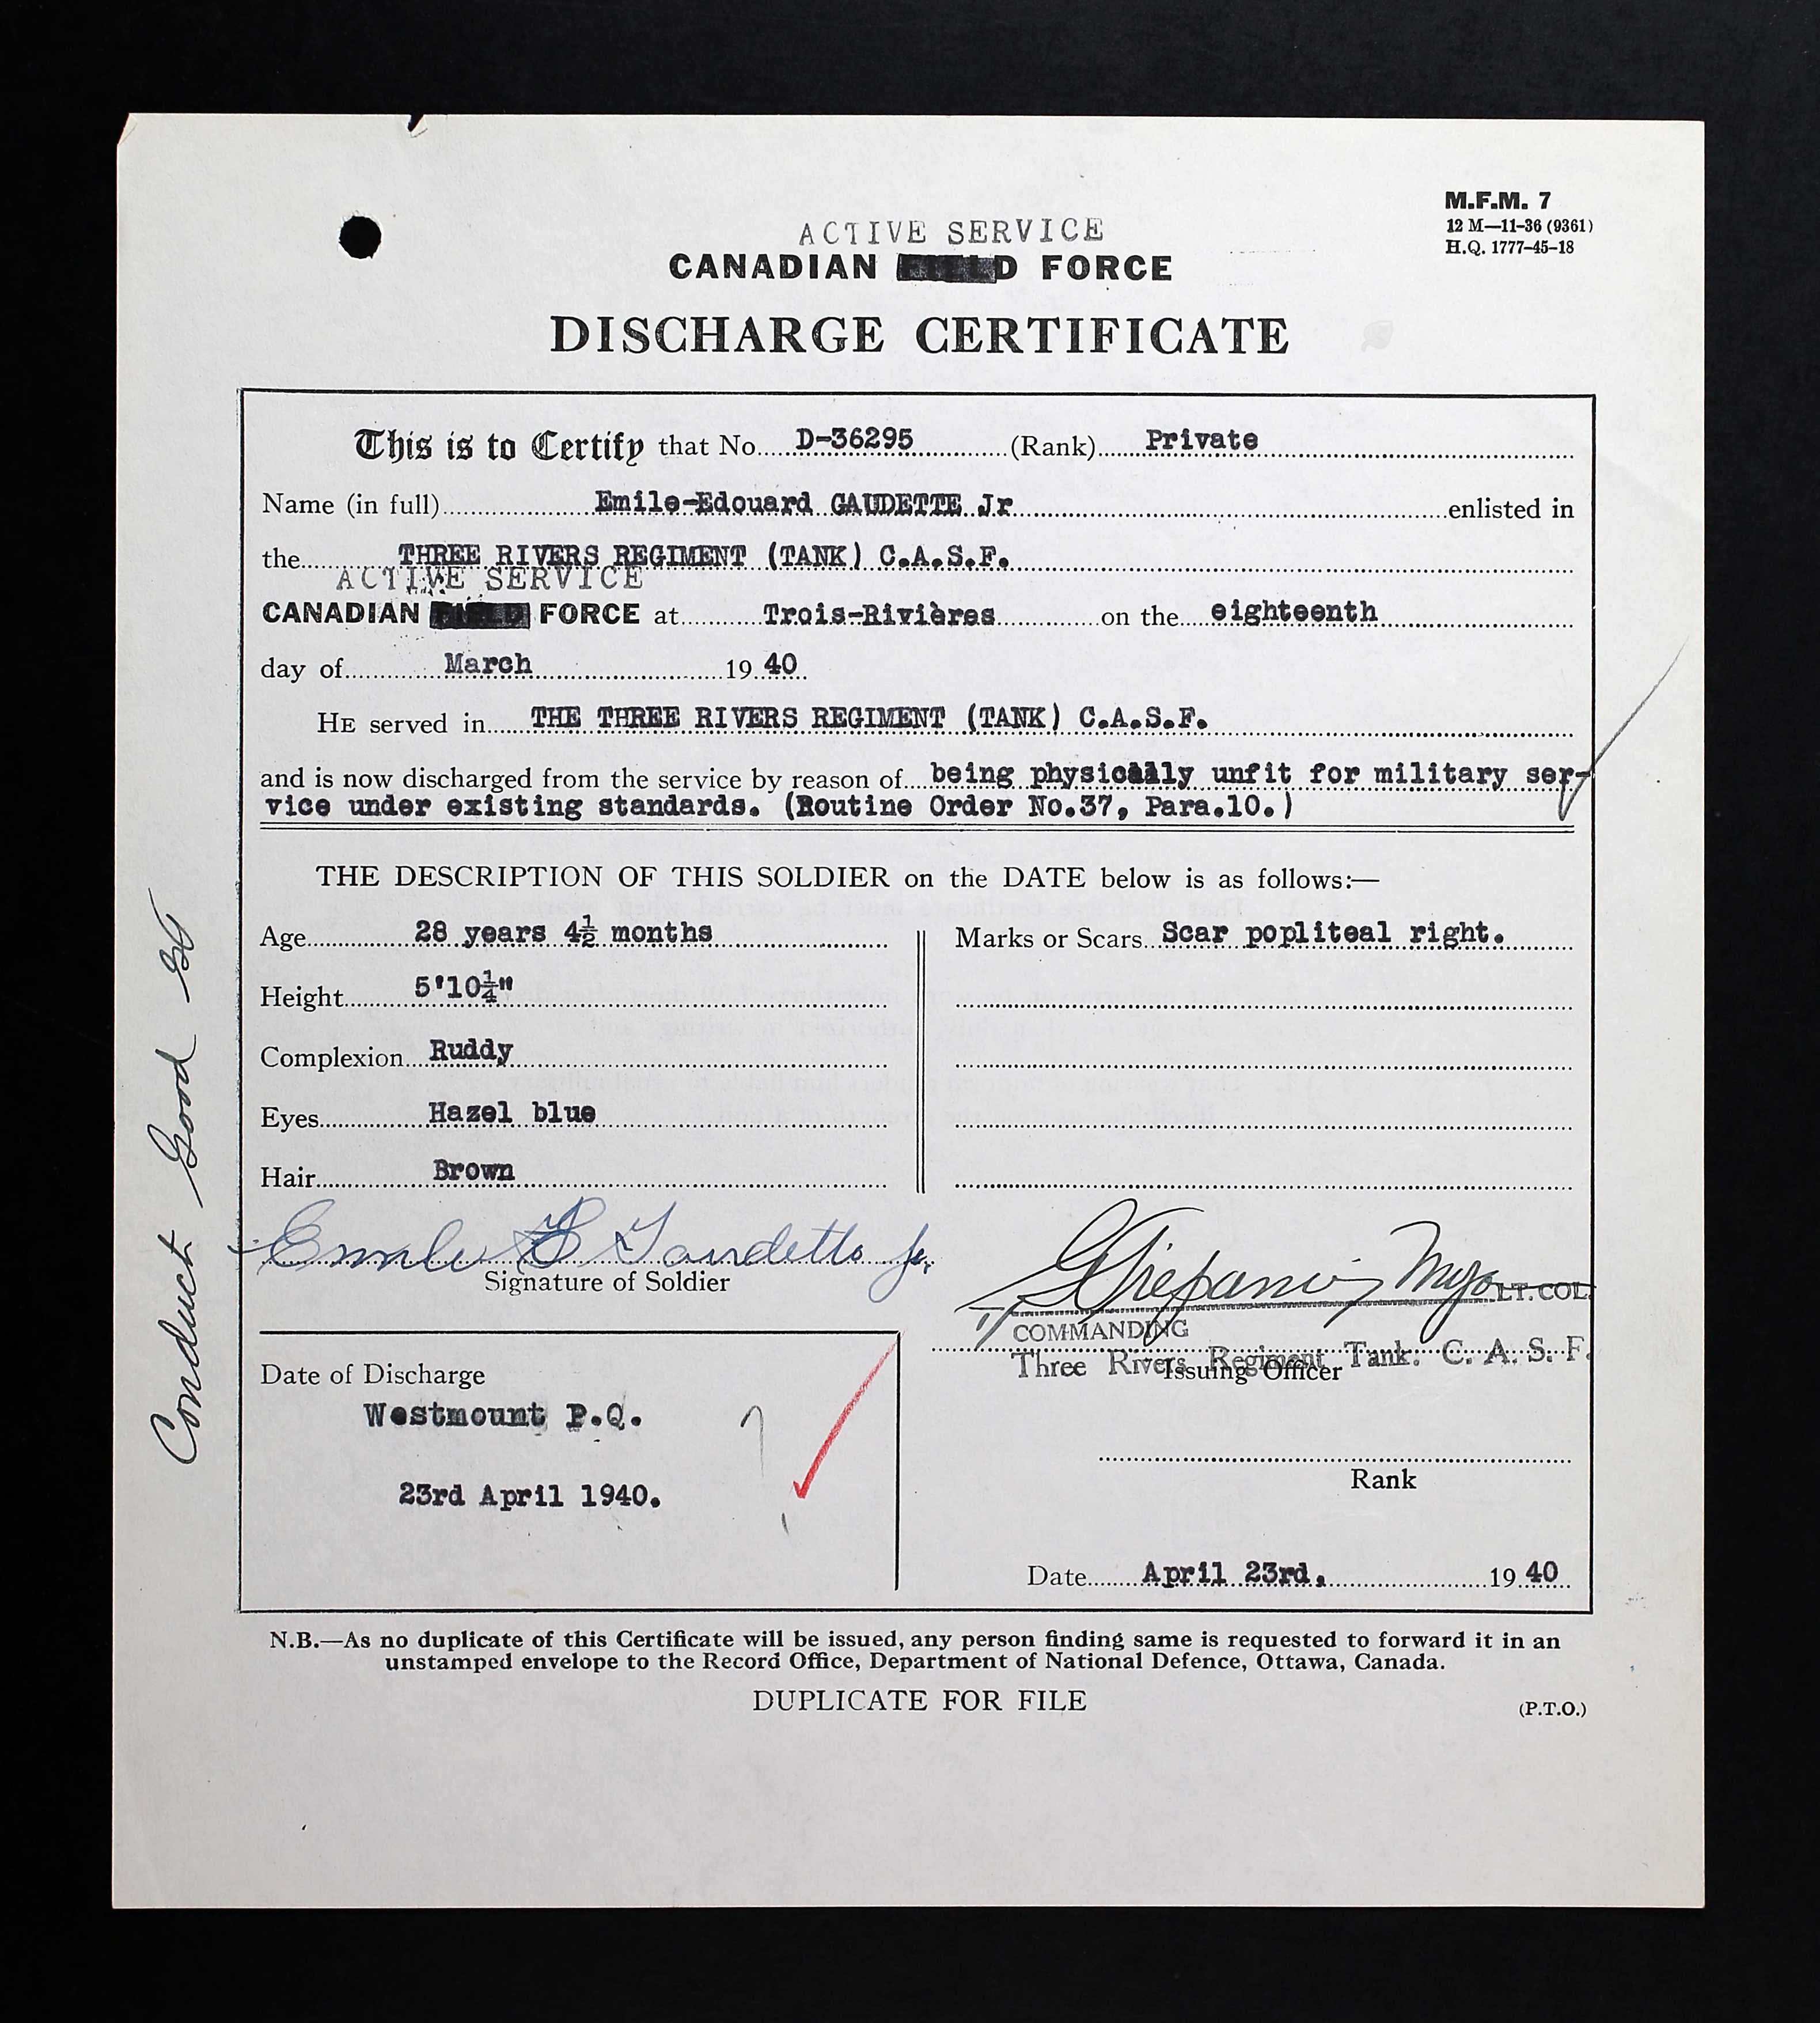 M.F.M. 7
12 M—11-36 (9361)
H.Q. 1777-45-18
ACTIVE SERVICE
CANADIAN FIELD FORCE
DISCHARGE CERTIFICATE
This is to Certify that No. D-36295 (Rank) Private
Name (in full) Emile-Edouard GAUDETTE Jr enlisted in
the THREE RIVERS REGIMENT (TANK) C.A.S.F.
ACTIVE SERVICE
CANADIAN FIELD FORCE at Trois-Rivières on the eighteenth
day of March 19 40
HE served in THE THREE RIVERS REGIMENT (TANK) C.A.S.F.
and is now discharged from the service by reason of being physically unfit for military ser-
vice under existing standards. (Routine Order No.37, Para.10.)
THE DESCRIPTION OF THIS SOLDIER on the DATE below is as follows:—
Age 28 years 4½ months
Height 5'10¼"
Complexion Ruddy
Eyes Hazel blue
Hair Brown
Marks or Scars Scar popliteal right.
Emile E Gaudette Jr.
Signature of Soldier
LT. COL.
COMMANDING
Three Rivers Regiment Tank. C. A. S. F.
Issuing Officer
Rank
Date of Discharge
Westmount P.Q.
23rd April 1940.
Date April 23rd, 19 40
N.B.—As no duplicate of this Certificate will be issued, any person finding same is requested to forward it in an
unstamped envelope to the Record Office, Department of National Defence, Ottawa, Canada.
DUPLICATE FOR FILE
(P.T.O.)
Conduct Good